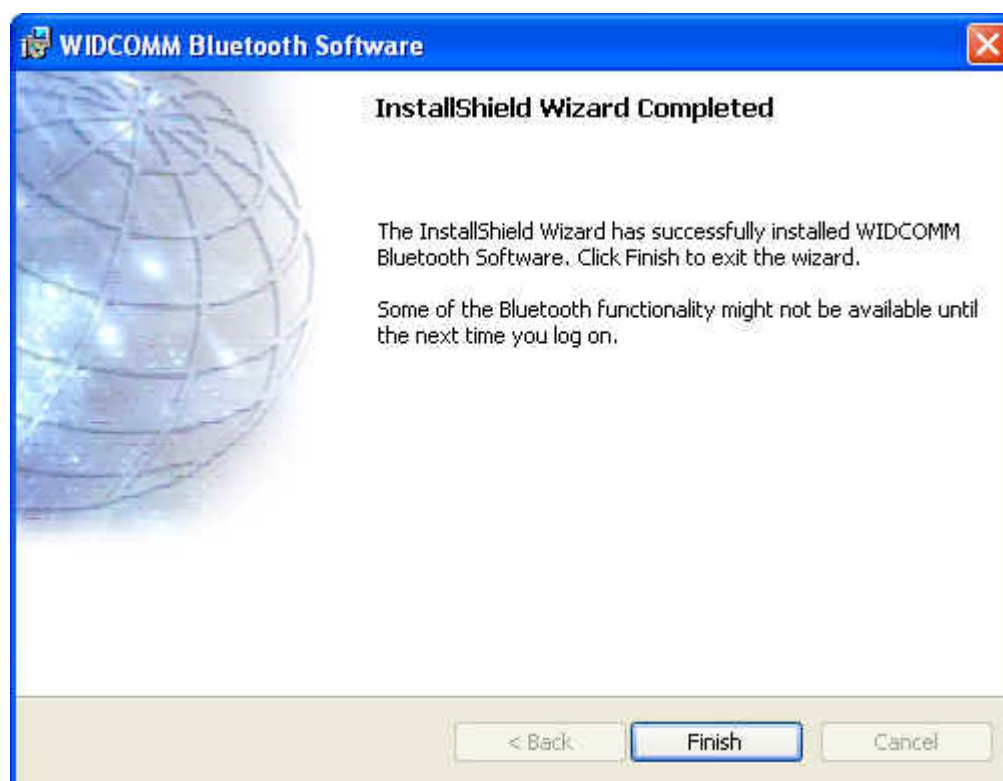 WIDCOMM Bluetooth Software
InstallShield Wizard Completed
The InstallShield Wizard has successfully installed WIDCOMM
Bluetooth Software. Click Finish to exit the wizard.
Some of the Bluetooth functionality might not be available until
the next time you log on.
< Back
Finish
Cancel